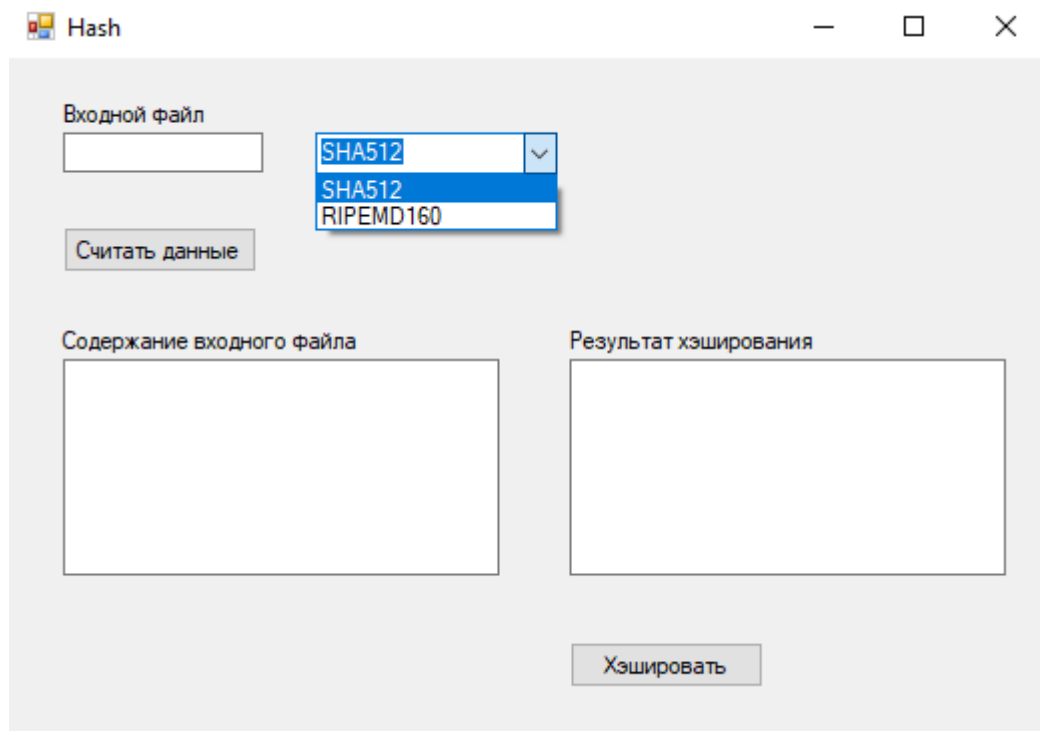 Hash
Входной файл
SHA512
SHA512
RIPEMD160
Считать данные
Содержание входного файла
Результат хэширования
Хэшировать